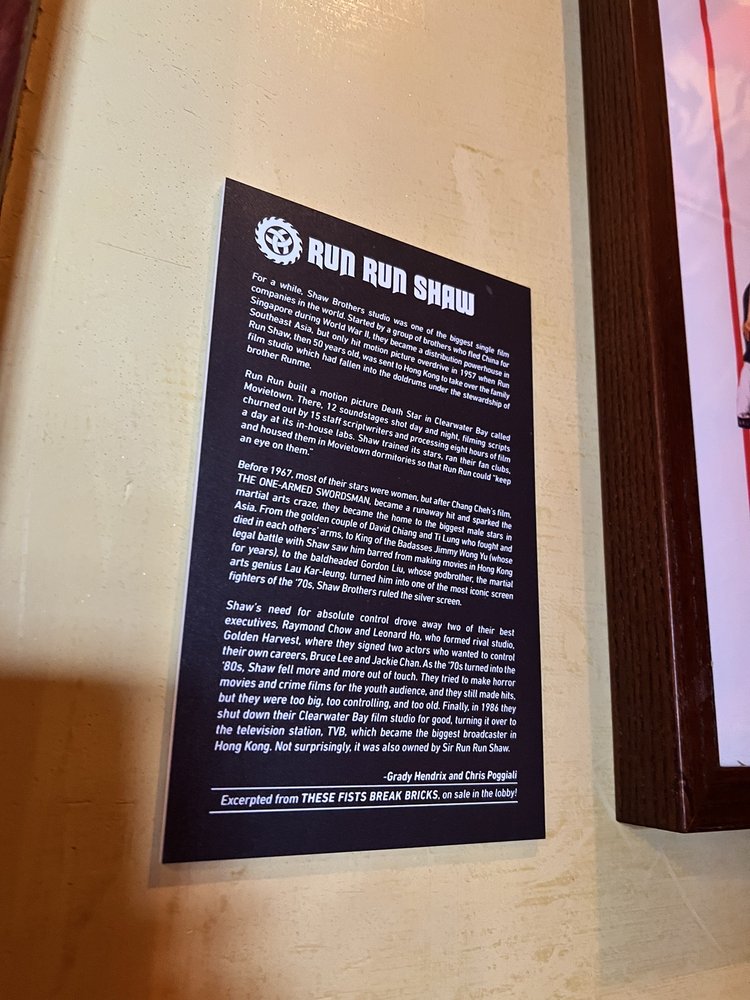 RUN RUN SHAW
For a while, Shaw Brothers studio was one of the biggest single film
companies in the world. Started by a group of brothers who fled China for
Singapore during World War II, they became a distribution powerhouse in
Southeast Asia, but only hit motion picture overdrive in 1957 when Run
Run Shaw, then 50 years old, was sent to Hong Kong to take over the family
film studio which had fallen into the doldrums under the stewardship of
brother Runme.
Run Run built a motion picture Death Star in Clearwater Bay called
Movietown. There, 12 soundstages shot day and night, filming scripts
churned out by 15 staff scriptwriters and processing eight hours of film
a day at its in-house labs. Shaw trained its stars, ran their fan clubs,
and housed them in Movietown dormitories so that Run Run could "keep
an eye on them."
Before 1967, most of their stars were women, but after Chang Cheh's film,
THE ONE-ARMED SWORDSMAN, became a runaway hit and sparked the
martial arts craze, they became the home to the biggest male stars in
Asia. From the golden couple of David Chiang and Ti Lung who fought and
died in each others' arms, to King of the Badasses Jimmy Wong Yu (whose
legal battle with Shaw saw him barred from making movies in Hong Kong
for years), to the baldheaded Gordon Liu, whose godbrother, the martial
arts genius Lau Kar-leung, turned him into one of the most iconic screen
fighters of the '70s, Shaw Brothers ruled the silver screen.
Shaw's need for absolute control drove away two of their best
executives, Raymond Chow and Leonard Ho, who formed rival studio,
Golden Harvest, where they signed two actors who wanted to control
their own careers, Bruce Lee and Jackie Chan. As the '70s turned into the
'80s, Shaw fell more and more out of touch. They tried to make horror
movies and crime films for the youth audience, and they still made hits,
but they were too big, too controlling, and too old. Finally, in 1986 they
shut down their Clearwater Bay film studio for good, turning it over to
the television station, TVB, which became the biggest broadcaster in
Hong Kong. Not surprisingly, it was also owned by Sir Run Run Shaw.
-Grady Hendrix and Chris Poggiali
Excerpted from THESE FISTS BREAK BRICKS, on sale in the lobby!